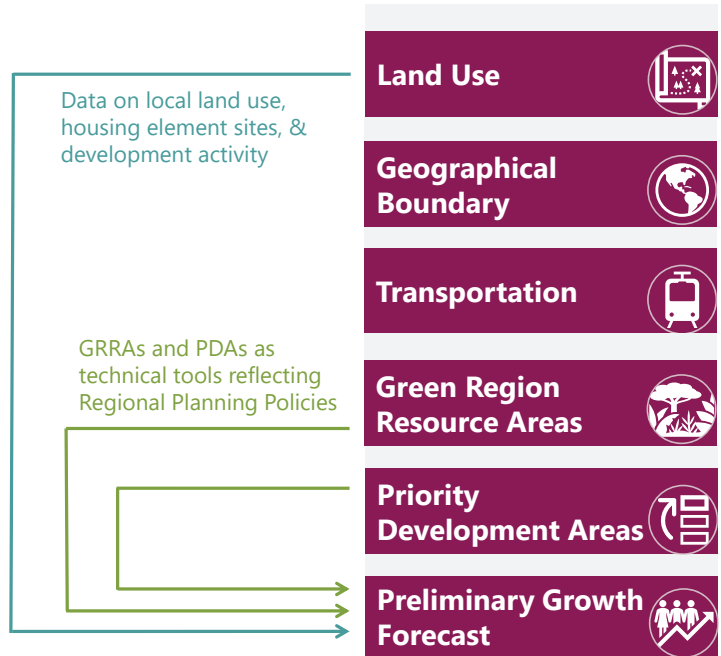 Land Use
Data on local land use,
housing element sites, &
development activity
Geographical
Boundary
Transportation
GRRAs and PDAs as
technical tools reflecting
Regional Planning Policies
Green Region
Resource Areas
Priority
Development Areas
Preliminary Growth
Forecast